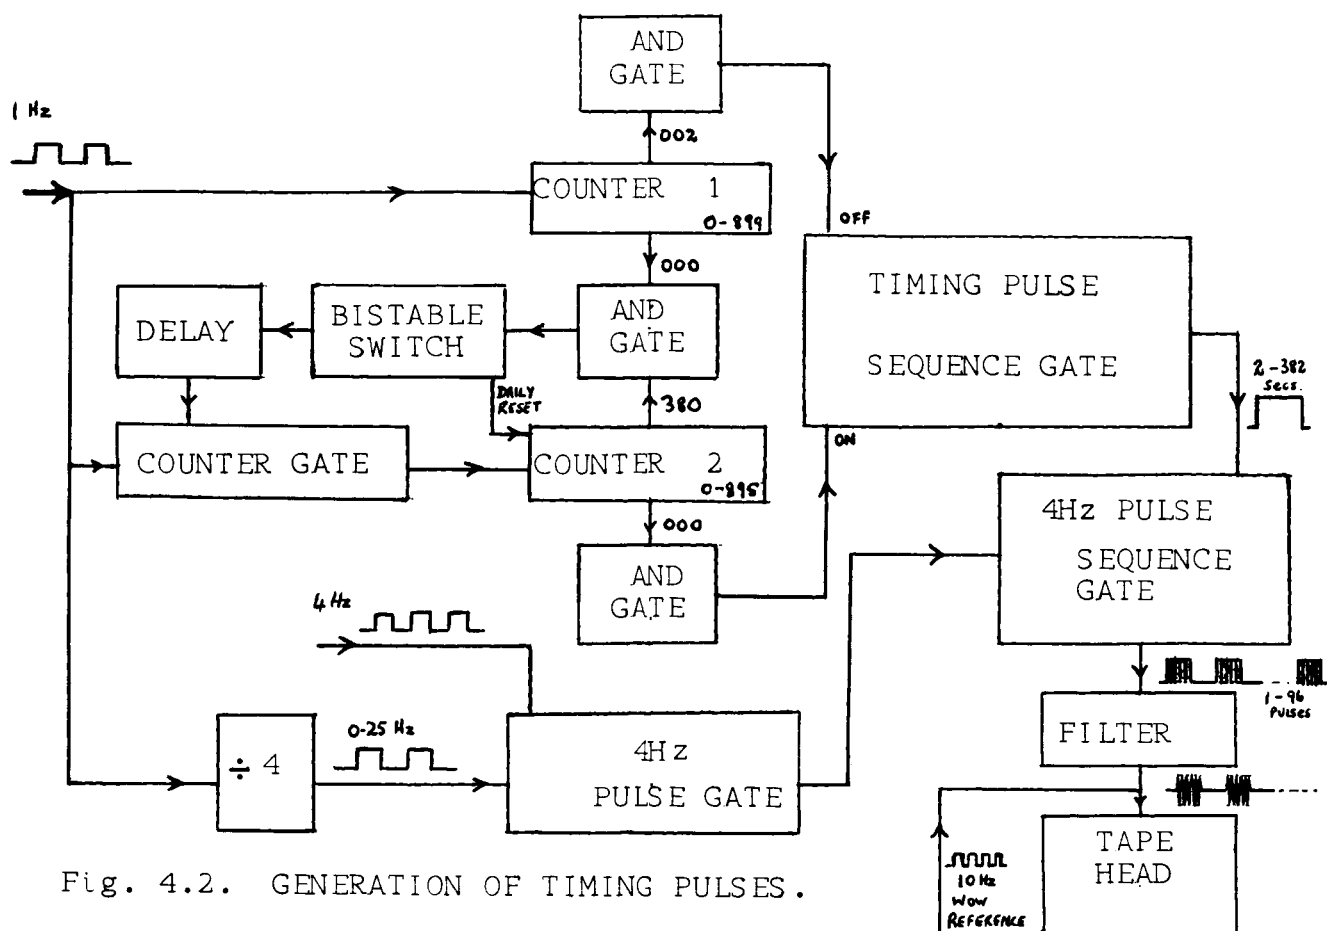 AND
GATE
1 Hz
002
COUNTER 1
0-899
OFF
000
TIMING PULSE
SEQUENCE GATE
DELAY
BISTABLE
SWITCH
AND
GATE
2-382
Secs.
DAILY
RESET
380
ON
COUNTER GATE
COUNTER 2
0-895
000
4Hz PULSE
SEQUENCE
GATE
AND
GATE
4 Hz
1-96
Pulses
0-25 Hz
÷ 4
4Hz
PULSE GATE
FILTER
TAPE
HEAD
10 Hz
WOW
REFERENCE
Fig. 4.2. GENERATION OF TIMING PULSES.